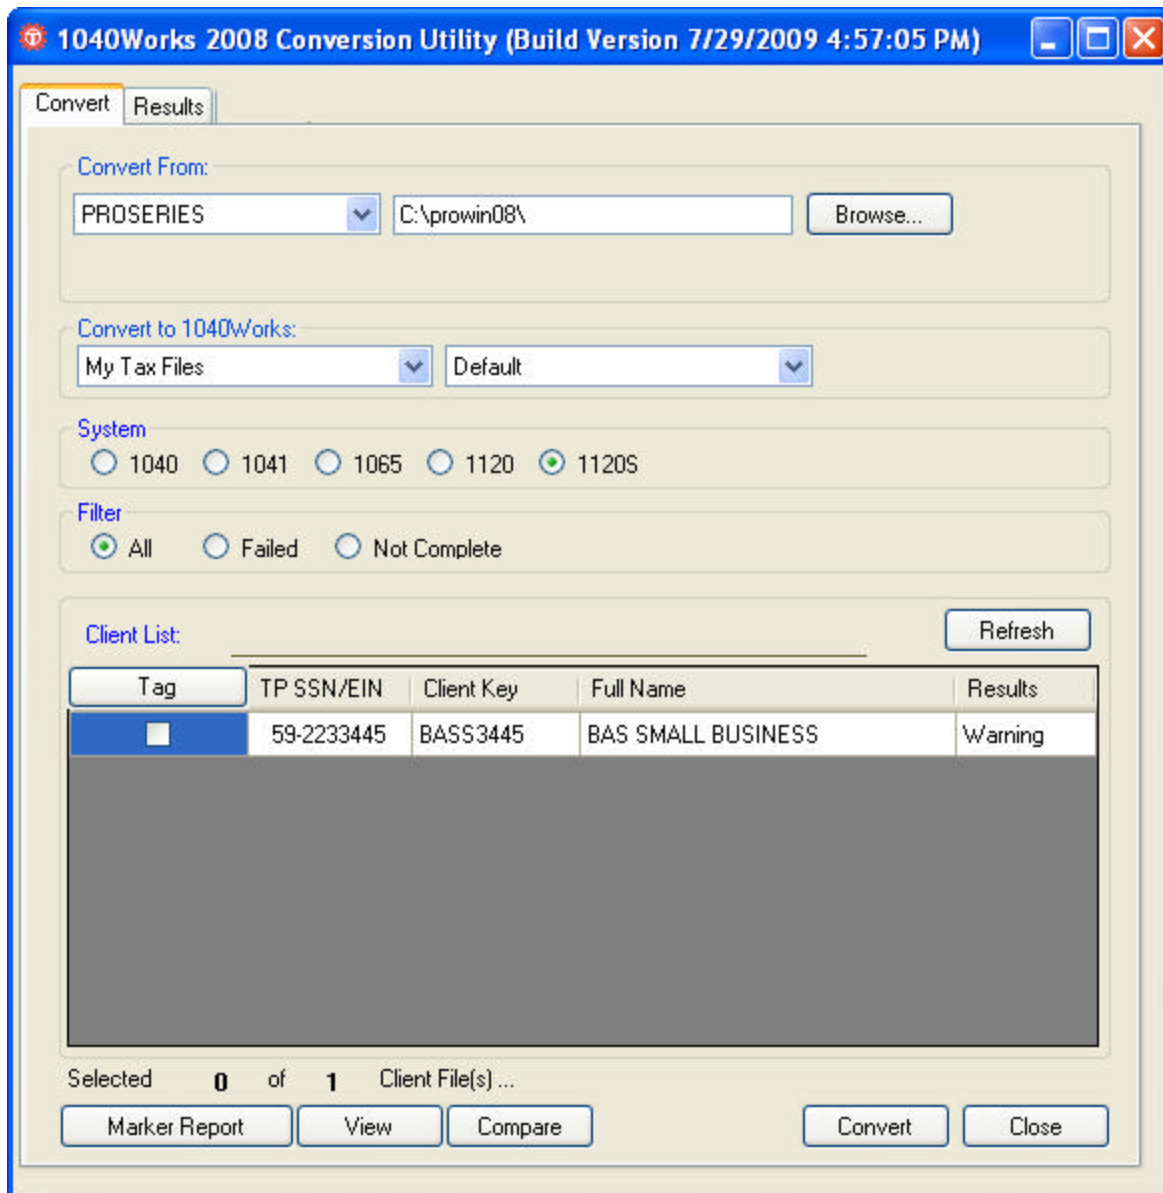 1040Works 2008 Conversion Utility (Build Version 7/29/2009 4:57:05 PM)
Convert Results
Convert From:
PROSERIES C:\prowin08\ Browse...
Convert to 1040Works:
My Tax Files Default
System
1040 1041 1065 1120 1120S
Filter
All Failed Not Complete
Client List: Refresh
Tag TP SSN/EIN Client Key Full Name Results
59-2233445 BASS3445 BAS SMALL BUSINESS Warning
Selected 0 of 1 Client File(s) ...
Marker Report View Compare Convert Close